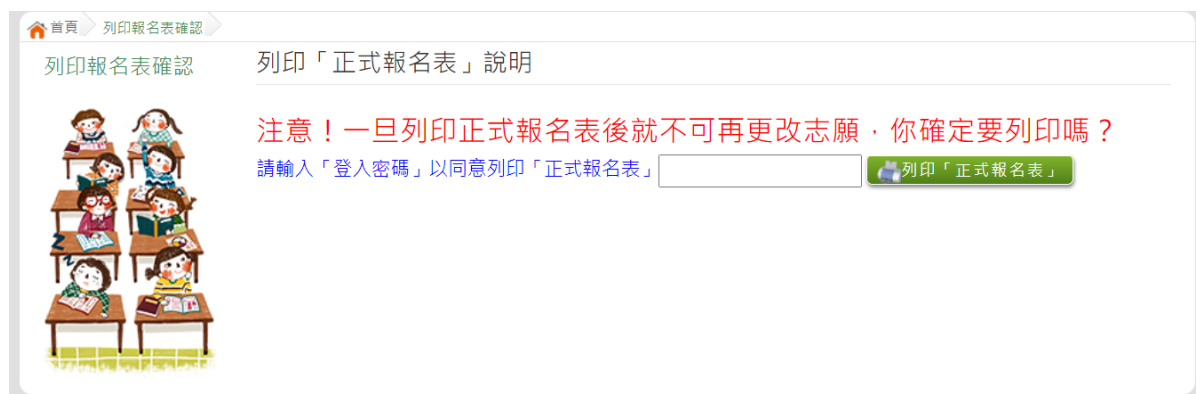 首頁 列印報名表確認
列印報名表確認
列印「正式報名表」說明
注意！一旦列印正式報名表後就不可再更改志願，你確定要列印嗎？
請輸入「登入密碼」以同意列印「正式報名表」 列印「正式報名表」
Z
Z
Z